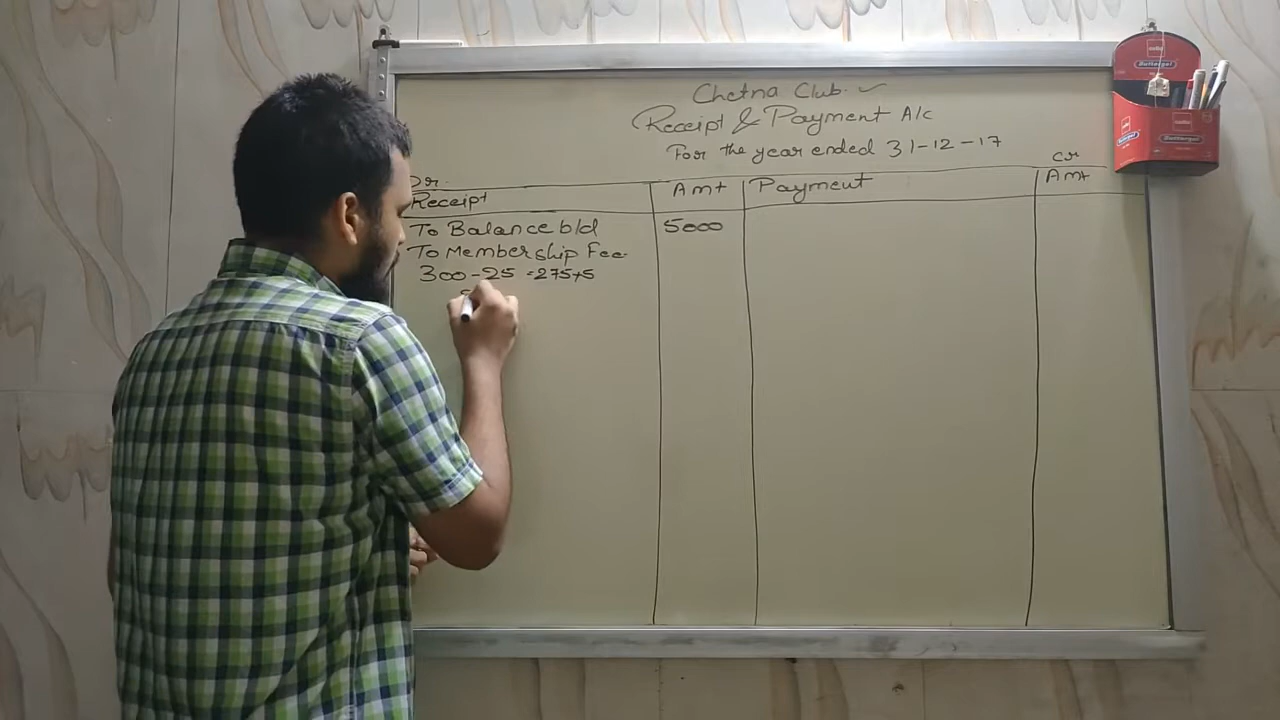 Chetna Club.
Receipt & Payment A/c
For the year ended 31-12-17
Dr. Cr
Receipt Amt Payment Amt
To Balance b/d 5000
To Membership Fee.
300-25 =275×5